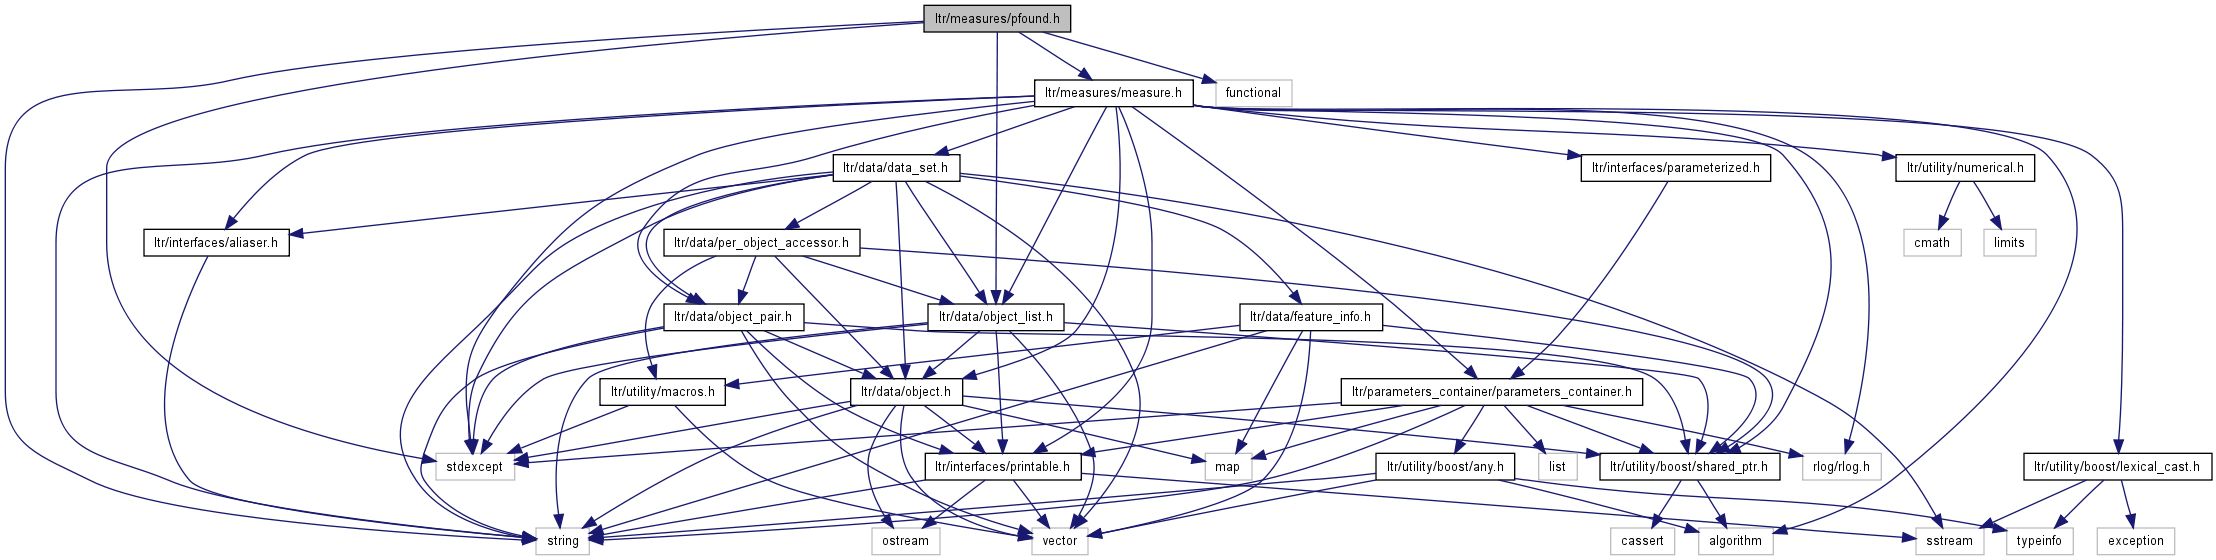 ltr/measures/pfound.h
ltr/measures/measure.h
functional
ltr/data/data_set.h
ltr/interfaces/parameterized.h
ltr/utility/numerical.h
ltr/interfaces/aliaser.h
ltr/data/per_object_accessor.h
cmath
limits
ltr/data/object_pair.h
ltr/data/object_list.h
ltr/data/feature_info.h
ltr/utility/macros.h
ltr/data/object.h
ltr/parameters_container/parameters_container.h
stdexcept
ltr/interfaces/printable.h
map
ltr/utility/boost/any.h
list
ltr/utility/boost/shared_ptr.h
rlog/rlog.h
ltr/utility/boost/lexical_cast.h
string
ostream
vector
cassert
algorithm
sstream
typeinfo
exception